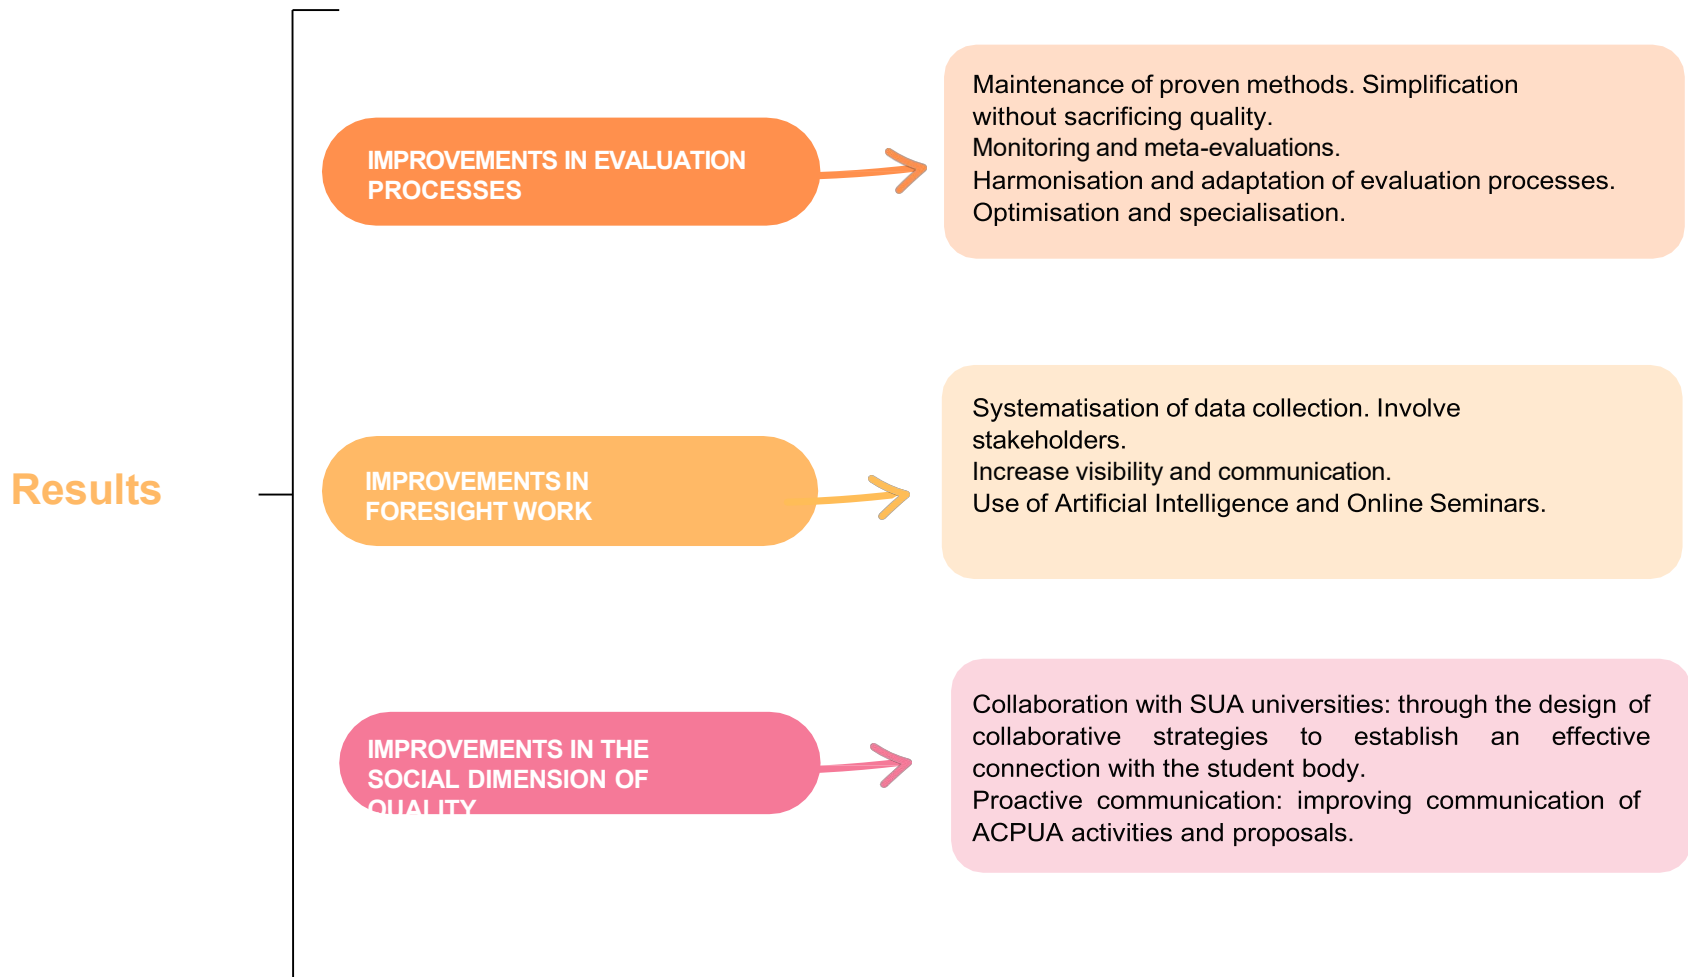 Results
IMPROVEMENTS IN EVALUATION
PROCESSES
Maintenance of proven methods. Simplification
without sacrificing quality.
Monitoring and meta-evaluations.
Harmonisation and adaptation of evaluation processes.
Optimisation and specialisation.
IMPROVEMENTS IN
FORESIGHT WORK
Systematisation of data collection. Involve
stakeholders.
Increase visibility and communication.
Use of Artificial Intelligence and Online Seminars.
IMPROVEMENTS IN THE
SOCIAL DIMENSION OF
QUALITY
Collaboration with SUA universities: through the design of
collaborative strategies to establish an effective
connection with the student body.
Proactive communication: improving communication of
ACPUA activities and proposals.